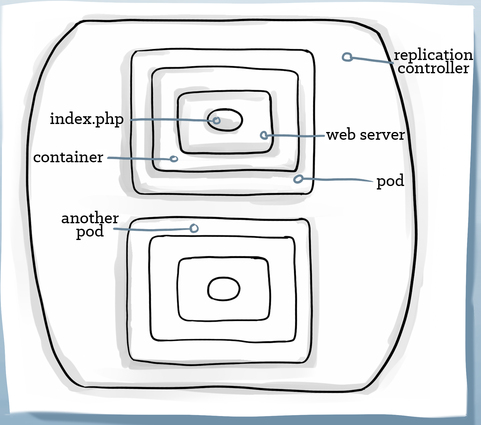 replication
controller
index.php
web server
container
pod
another
pod